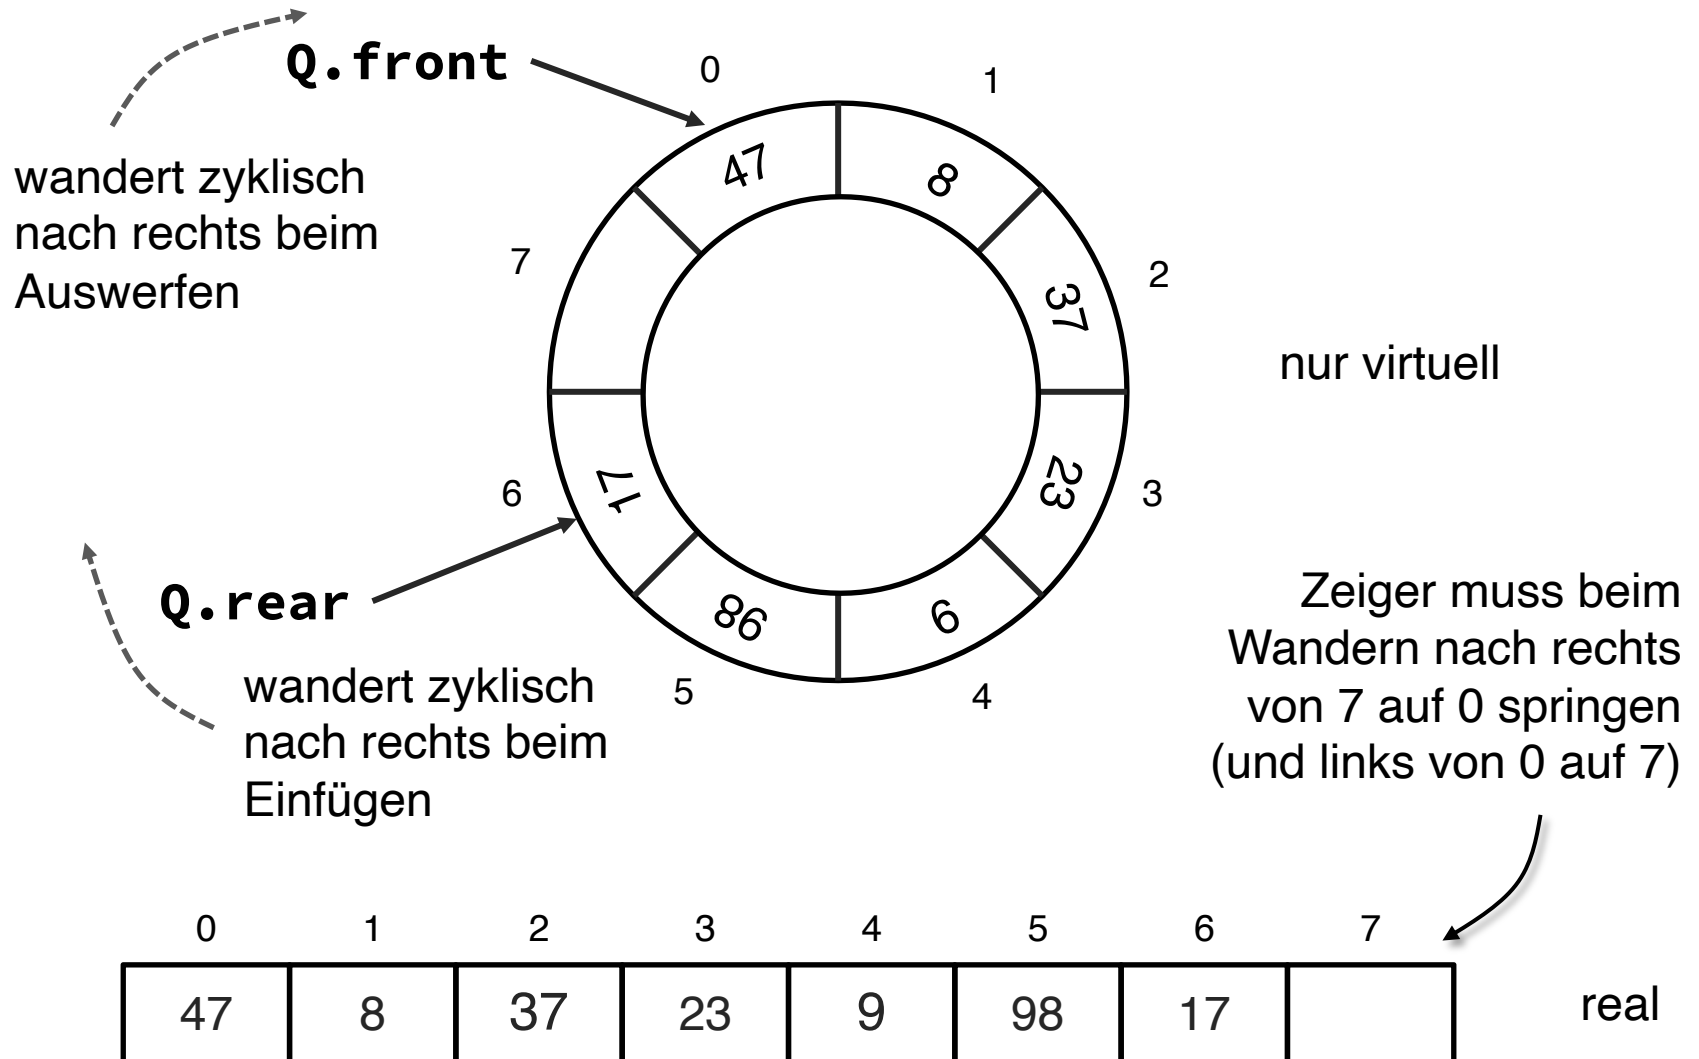 Q.front
0
1
47
8
wandert zyklisch
nach rechts beim
Auswerfen
7
2
37
nur virtuell
6
17
23
3
Q.rear
98
9
5
4
wandert zyklisch
nach rechts beim
Einfügen
Zeiger muss beim
Wandern nach rechts
von 7 auf 0 springen
(und links von 0 auf 7)
0 1 2 3 4 5 6 7
47 8 37 23 9 98 17
real